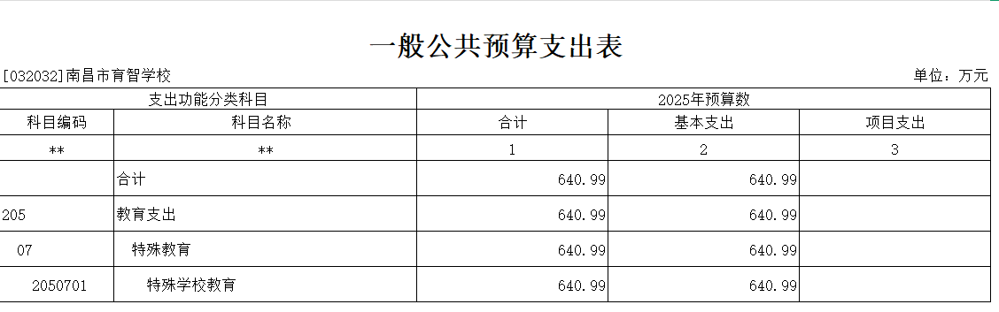 一般公共预算支出表
[032032]南昌市育智学校 单位：万元
支出功能分类科目 2025年预算数
科目编码 科目名称 合计 基本支出 项目支出
** ** 1 2 3
合计 640.99 640.99
205 教育支出 640.99 640.99
07 特殊教育 640.99 640.99
2050701 特殊学校教育 640.99 640.99